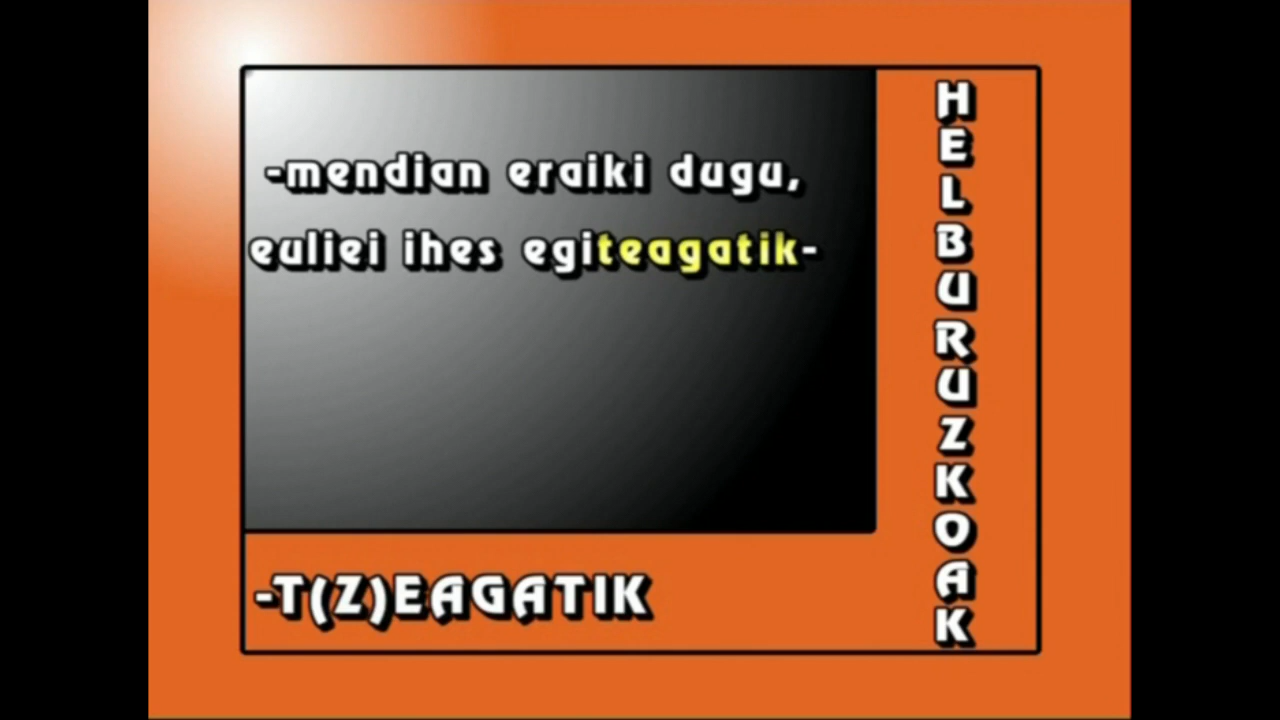 -mendian eraiki dugu,
euliei ihes egiteagatik-
HELBURUZKOAK
-T(Z)EAGATIK